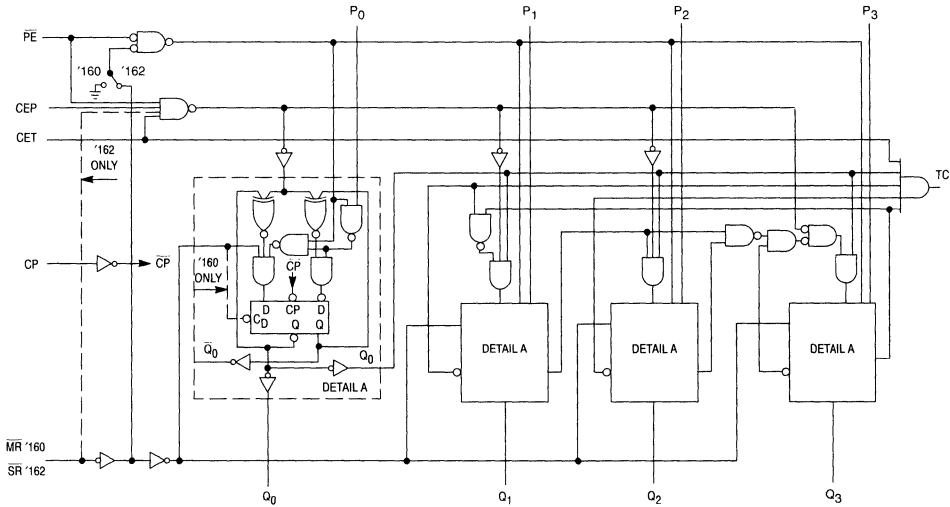 P0 P1 P2 P3
PE
'160 '162
CEP
CET
'162
ONLY
TC
CP CP
'160
ONLY
CP
D CP D
C D Q Q
Q0 Q0
DETAIL A
DETAIL A
DETAIL A
DETAIL A
MR '160
SR '162
Q0 Q1 Q2 Q3